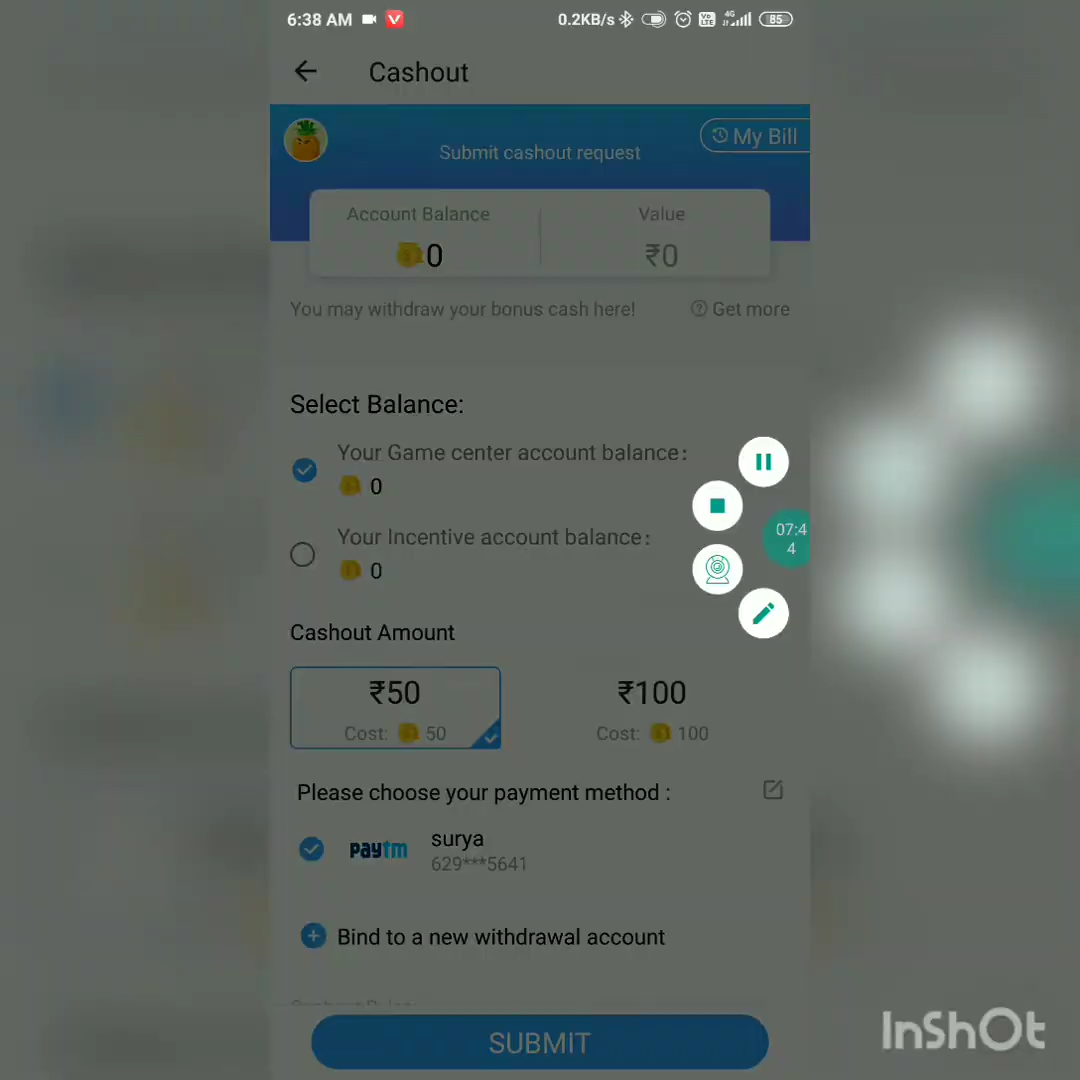 6:38 AM 0.2KB/s 4G 85
Cashout
My Bill
Submit cashout request
Account Balance Value
0 ₹0
You may withdraw your bonus cash here! Get more
Select Balance:
Your Game center account balance:
0
Your Incentive account balance:
0
07:4
4
Cashout Amount
₹50 ₹100
Cost: 50 Cost: 100
Please choose your payment method :
surya
paytm
629***5641
Bind to a new withdrawal account
SUBMIT
InShOt